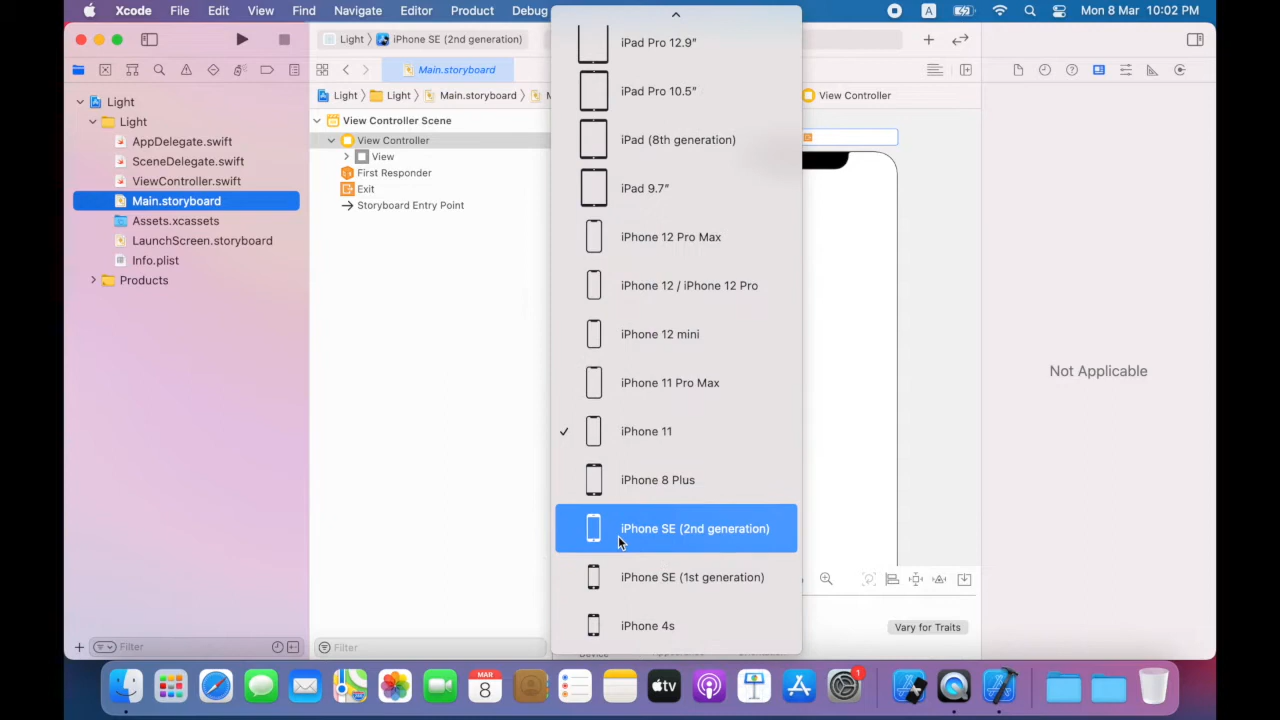 Xcode File Edit View Find Navigate Editor Product Debug
A Mon 8 Mar 10:02 PM
Light iPhone SE (2nd generation)
Main.storyboard
Light Light Main.storyboard M View Controller
Light
Light
AppDelegate.swift
SceneDelegate.swift
ViewController.swift
Main.storyboard
Assets.xcassets
LaunchScreen.storyboard
Info.plist
Products
Filter
View Controller Scene
View Controller
View
First Responder
Exit
Storyboard Entry Point
Filter
iPad Pro 12.9"
iPad Pro 10.5"
iPad (8th generation)
iPad 9.7"
iPhone 12 Pro Max
iPhone 12 / iPhone 12 Pro
iPhone 12 mini
iPhone 11 Pro Max
iPhone 11
iPhone 8 Plus
iPhone SE (2nd generation)
iPhone SE (1st generation)
iPhone 4s
Vary for Traits
Not Applicable
MAR
8
tv
1